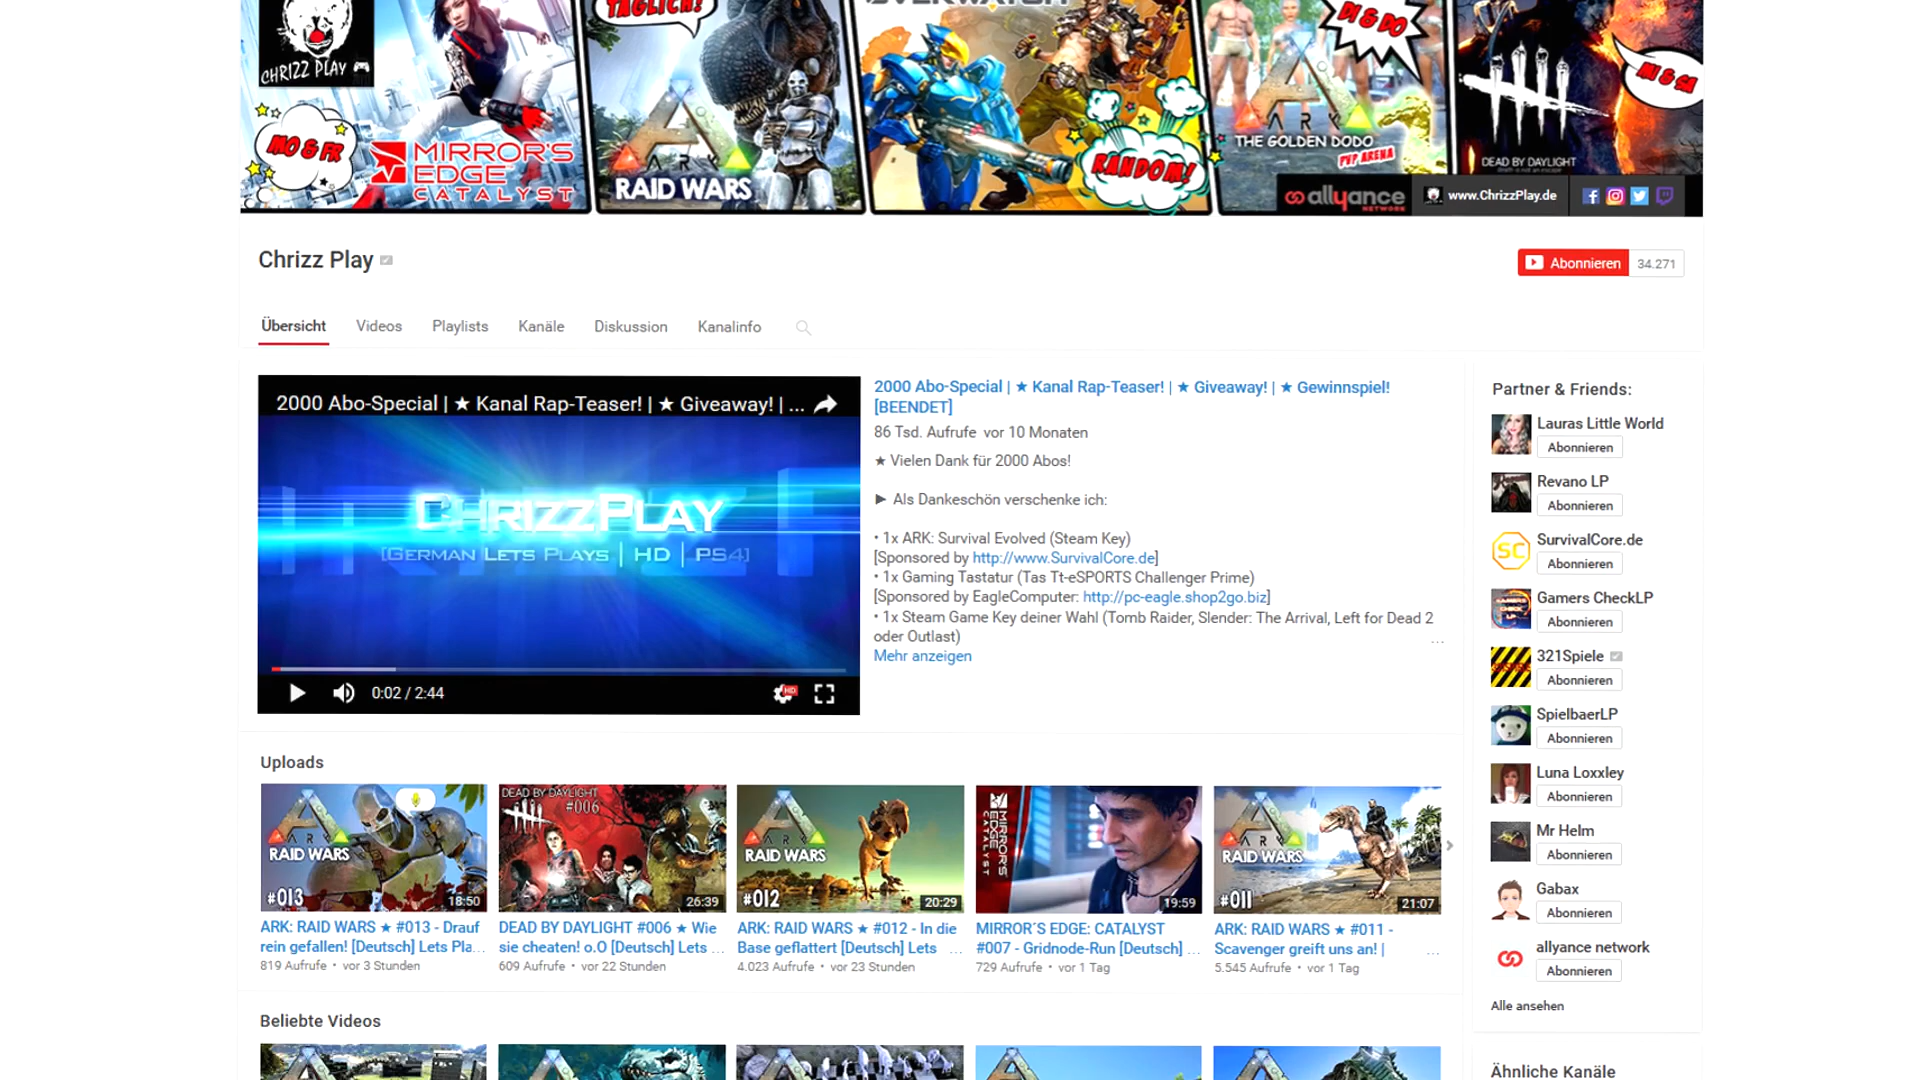 CHRIZZ PLAY
MO & FR
MIRROR'S
EDGE
CATALYST
TÄGLICH!
ARK
RAID WARS
OVERWATCH
RANDOM!
DI & DO
ARK
THE GOLDEN DODO
PVP ARENA
MI & SA
DEAD BY DAYLIGHT
allyance
NETWORK
www.ChrizzPlay.de
Chrizz Play
Abonnieren 34.271
Übersicht Videos Playlists Kanäle Diskussion Kanalinfo
2000 Abo-Special | ★ Kanal Rap-Teaser! | ★ Giveaway! | ...
CHRIZZPLAY
[GERMAN LETS PLAYS | HD | PS4]
0:02 / 2:44
HD
2000 Abo-Special | ★ Kanal Rap-Teaser! | ★ Giveaway! | ★ Gewinnspiel!
[BEENDET]
86 Tsd. Aufrufe vor 10 Monaten
★ Vielen Dank für 2000 Abos!
► Als Dankeschön verschenke ich:
• 1x ARK: Survival Evolved (Steam Key)
[Sponsored by http://www.SurvivalCore.de]
• 1x Gaming Tastatur (Tas Tt-eSPORTS Challenger Prime)
[Sponsored by EagleComputer: http://pc-eagle.shop2go.biz]
• 1x Steam Game Key deiner Wahl (Tomb Raider, Slender: The Arrival, Left for Dead 2
oder Outlast) ...
Mehr anzeigen
Partner & Friends:
Lauras Little World
Abonnieren
Revano LP
Abonnieren
SC
SurvivalCore.de
Abonnieren
Gamers CheckLP
Abonnieren
321Spiele
Abonnieren
SpielbaerLP
Abonnieren
Luna Loxxley
Abonnieren
Mr Helm
Abonnieren
Gabax
Abonnieren
allyance network
Abonnieren
Alle ansehen
Ähnliche Kanäle
Uploads
ARK
RAID WARS
#013
18:50
ARK: RAID WARS ★ #013 - Drauf
rein gefallen! [Deutsch] Lets Pla...
819 Aufrufe • vor 3 Stunden
DEAD BY DAYLIGHT
#006
26:39
DEAD BY DAYLIGHT #006 ★ Wie
sie cheaten! o.O [Deutsch] Lets ...
609 Aufrufe • vor 22 Stunden
ARK
RAID WARS
#012
20:29
ARK: RAID WARS ★ #012 - In die
Base geflattert [Deutsch] Lets ...
4.023 Aufrufe • vor 23 Stunden
MIRROR'S
EDGE
CATALYST
19:59
MIRROR´S EDGE: CATALYST
#007 - Gridnode-Run [Deutsch] ...
729 Aufrufe • vor 1 Tag
ARK
RAID WARS
#011
21:07
ARK: RAID WARS ★ #011 -
Scavenger greift uns an! | ...
5.545 Aufrufe • vor 1 Tag
Beliebte Videos